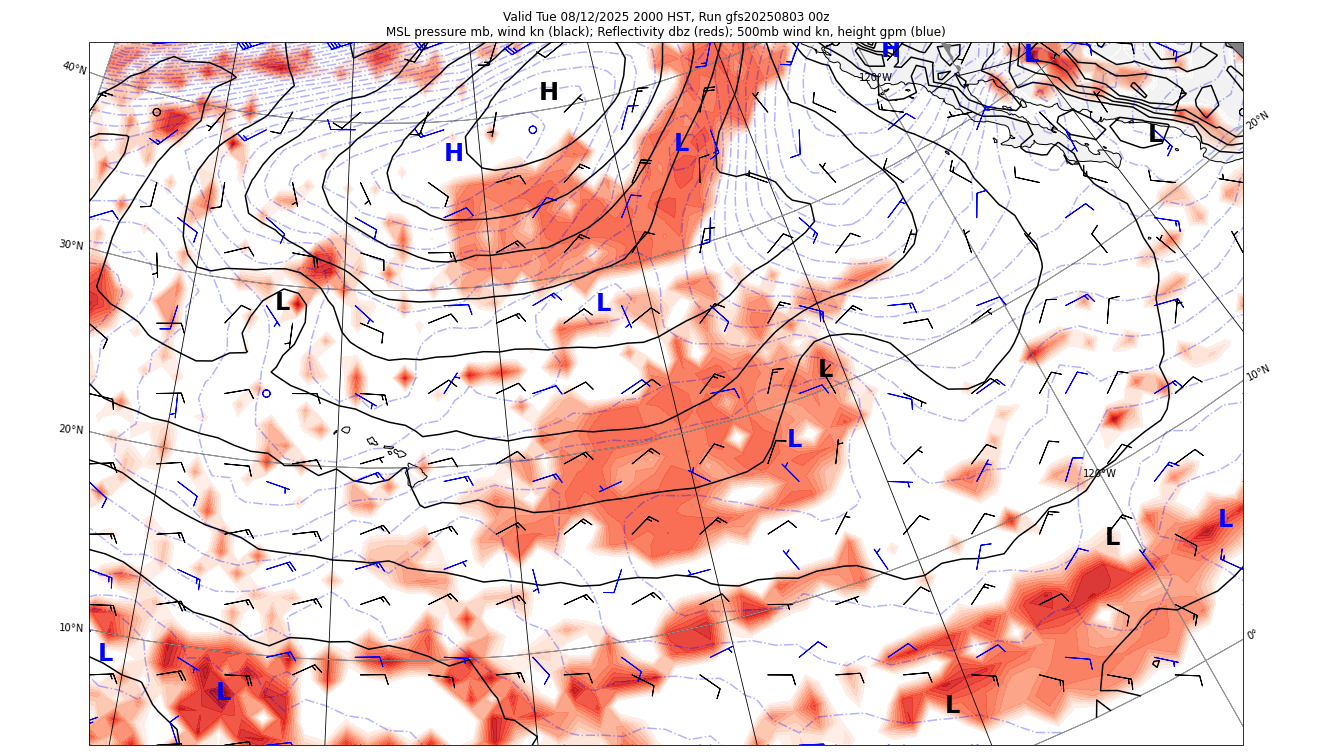 Valid Tue 08/12/2025 2000 HST, Run gfs20250803 00z
MSL pressure mb, wind kn (black); Reflectivity dbz (reds); 500mb wind kn, height gpm (blue)
H
L
40°N
120°W
H
20°N
L
L
H
30°N
L
L
L
10°N
20°N
L
120°W
L
L
10°N
0°
L
L
L